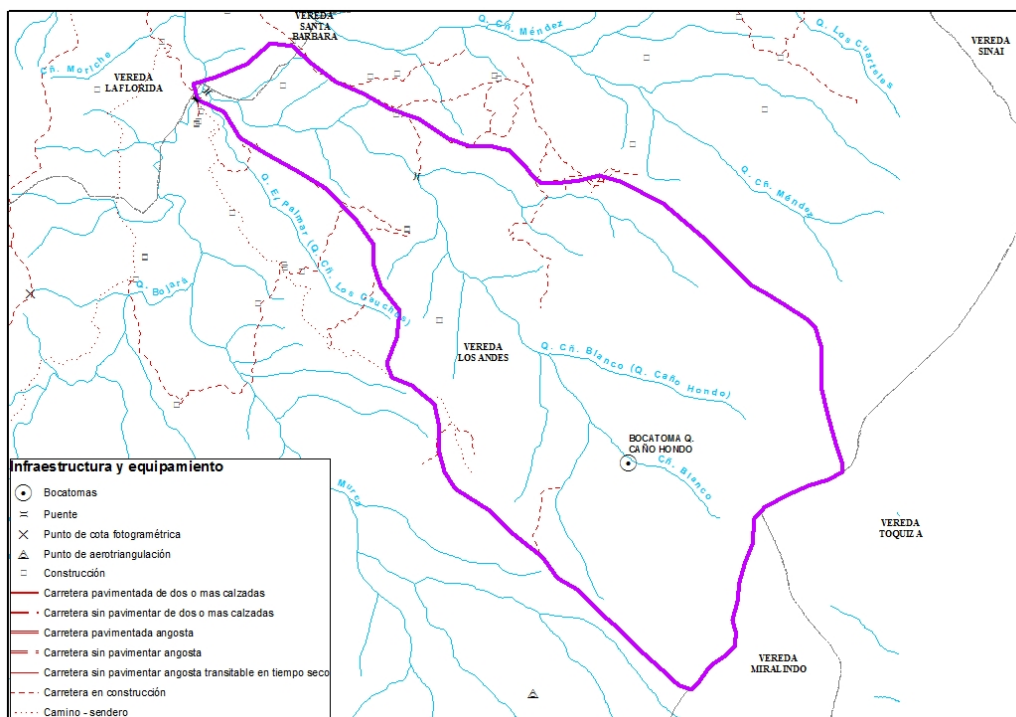 VEREDA
SANTA
BARBARA
Q. Cñ. Méndez
Q. Los Cuarteles
VEREDA
SINAI
Cñ. Moriche
VEREDA
LA FLORIDA
Q. Cñ. Méndez
Q. El Palmar (Q. Cñ. Los Gauchos)
Q. Bojará
VEREDA
LOS ANDES
Q. Cñ. Blanco (Q. Caño Hondo)
BOCATOMA Q.
CAÑO HONDO
Cñ. Blanco
Murca
VEREDA
TOQUIZA
VEREDA
MIRALINDO
Infraestructura y equipamiento
Bocatomas
Puente
Punto de cota fotogramétrica
Punto de aerotriangulación
Construcción
Carretera pavimentada de dos o mas calzadas
Carretera sin pavimentar de dos o mas calzadas
Carretera pavimentada angosta
Carretera sin pavimentar angosta
Carretera sin pavimentar angosta transitable en tiempo seco
Carretera en construcción
Camino - sendero